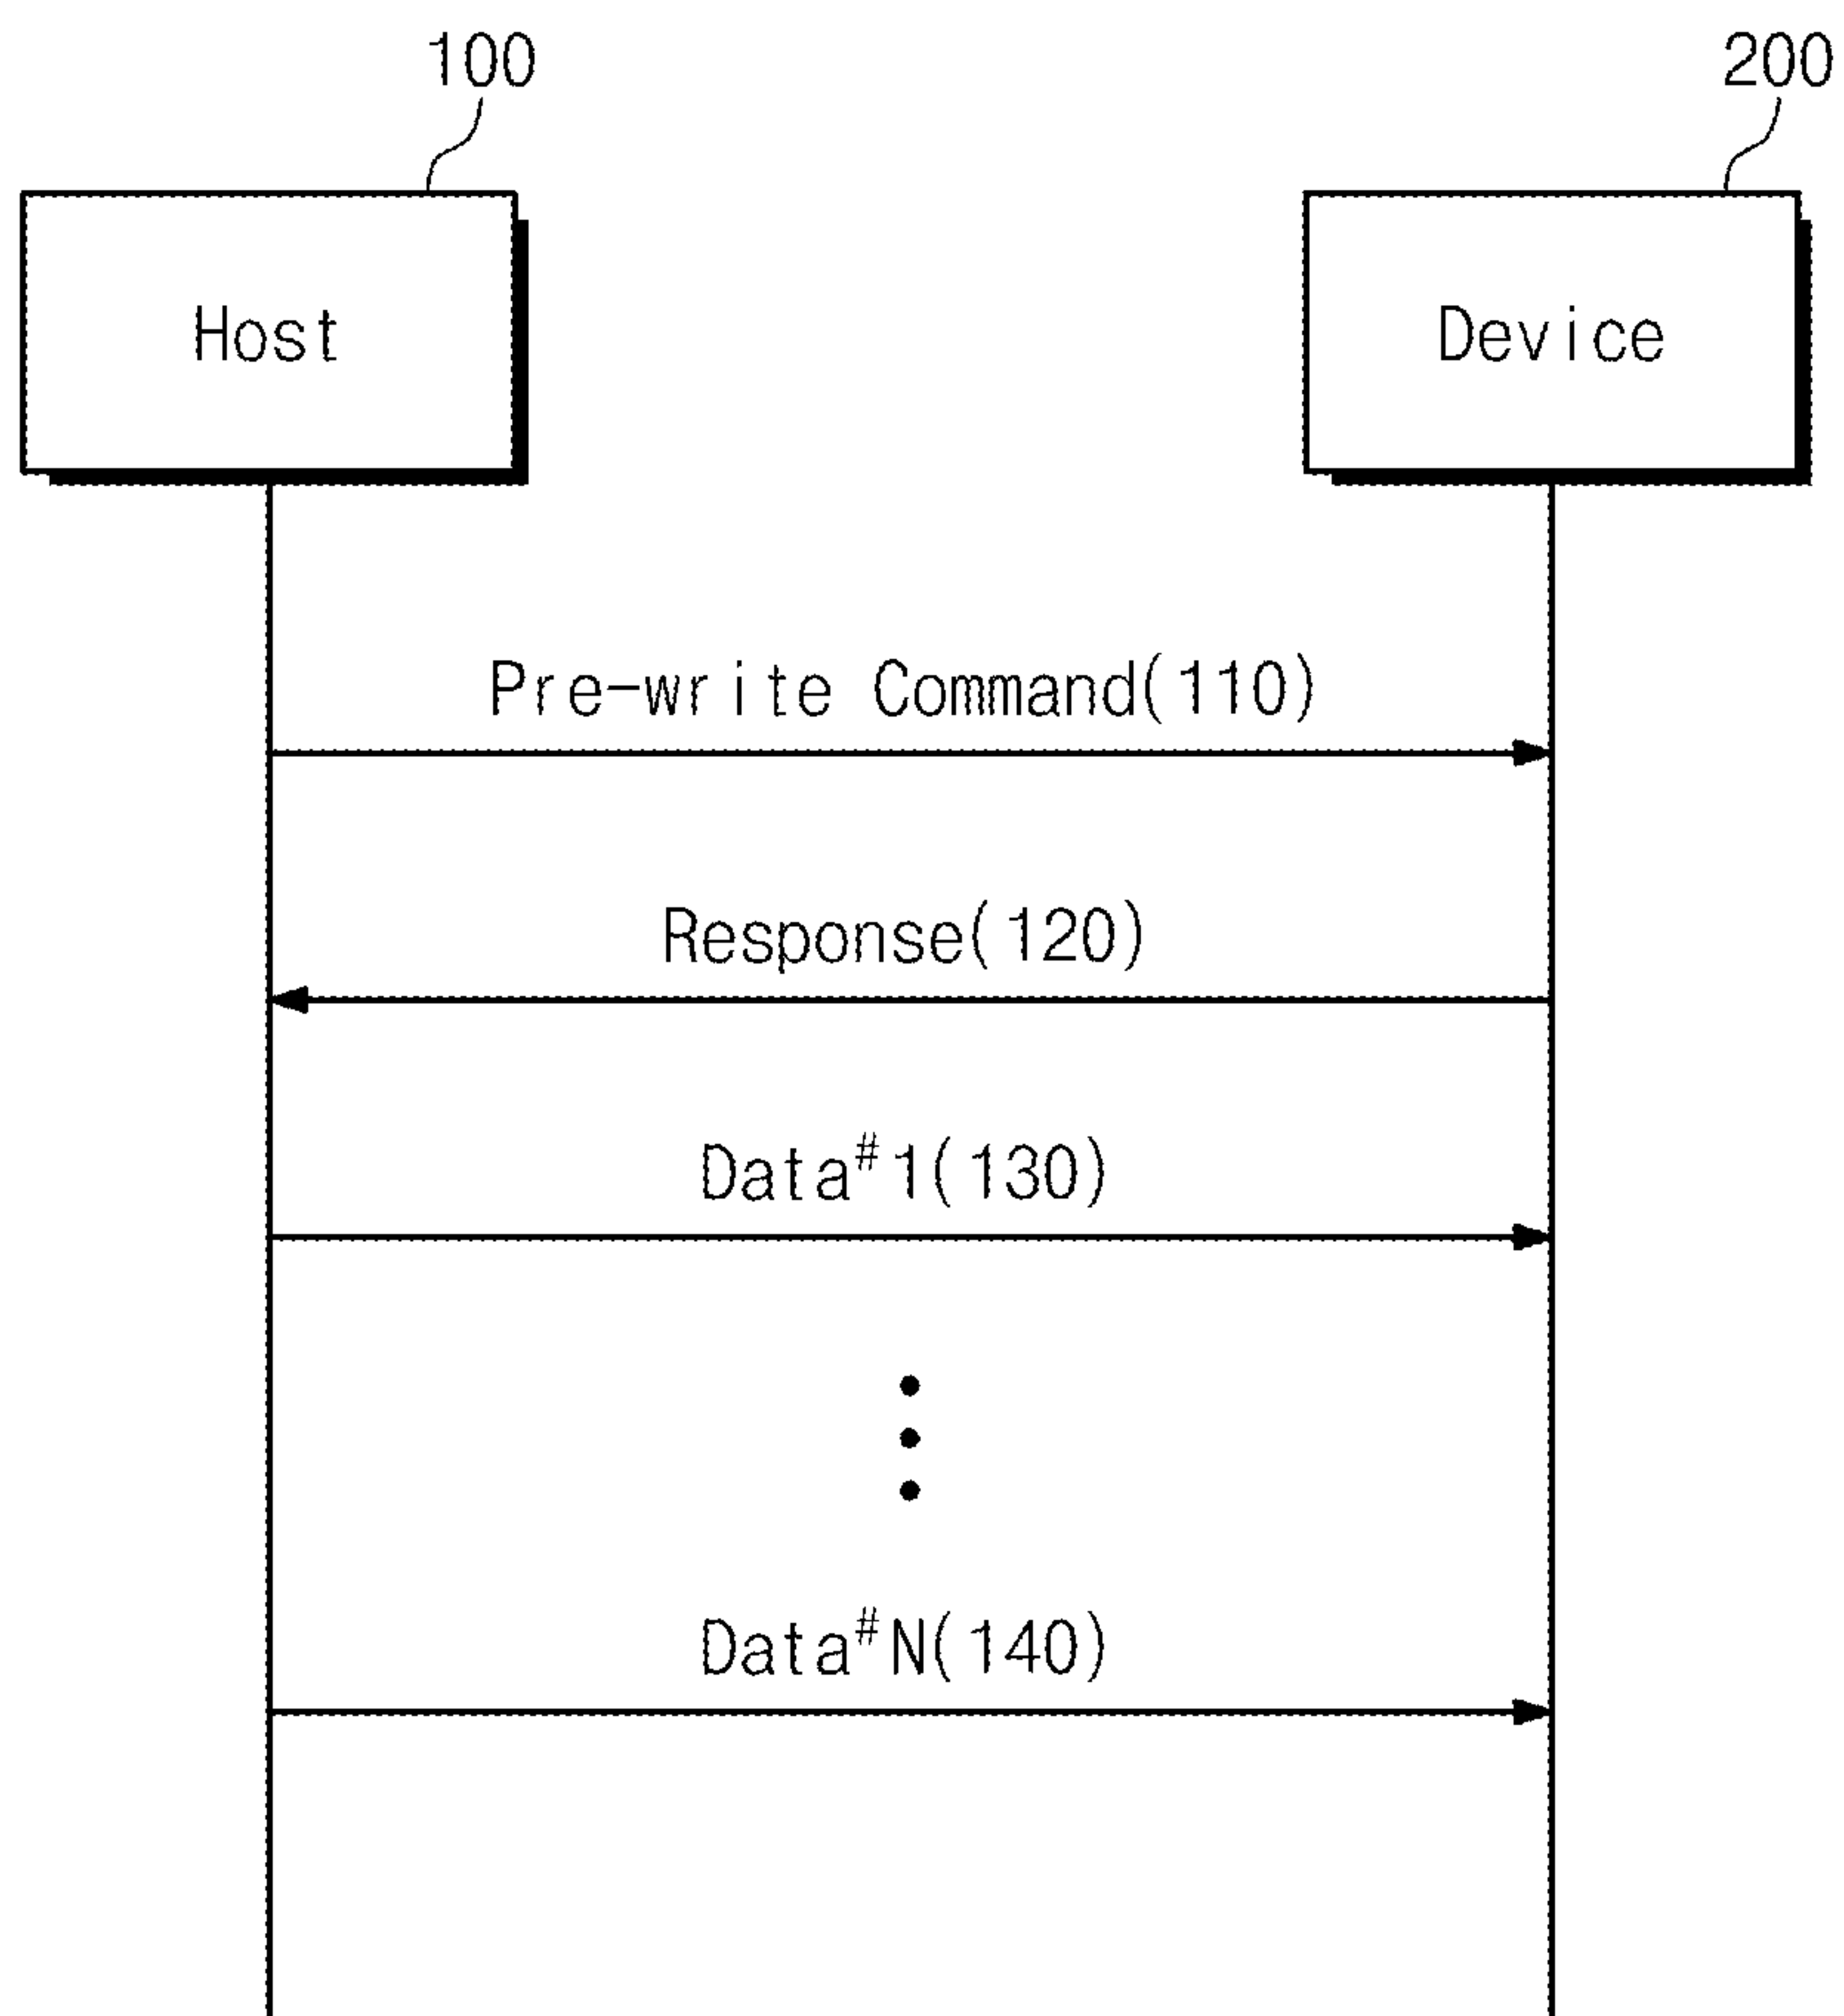 100
200
Host
Device
Pre-write Command(110)
Response(120)
Data#1(130)
Data#N(140)